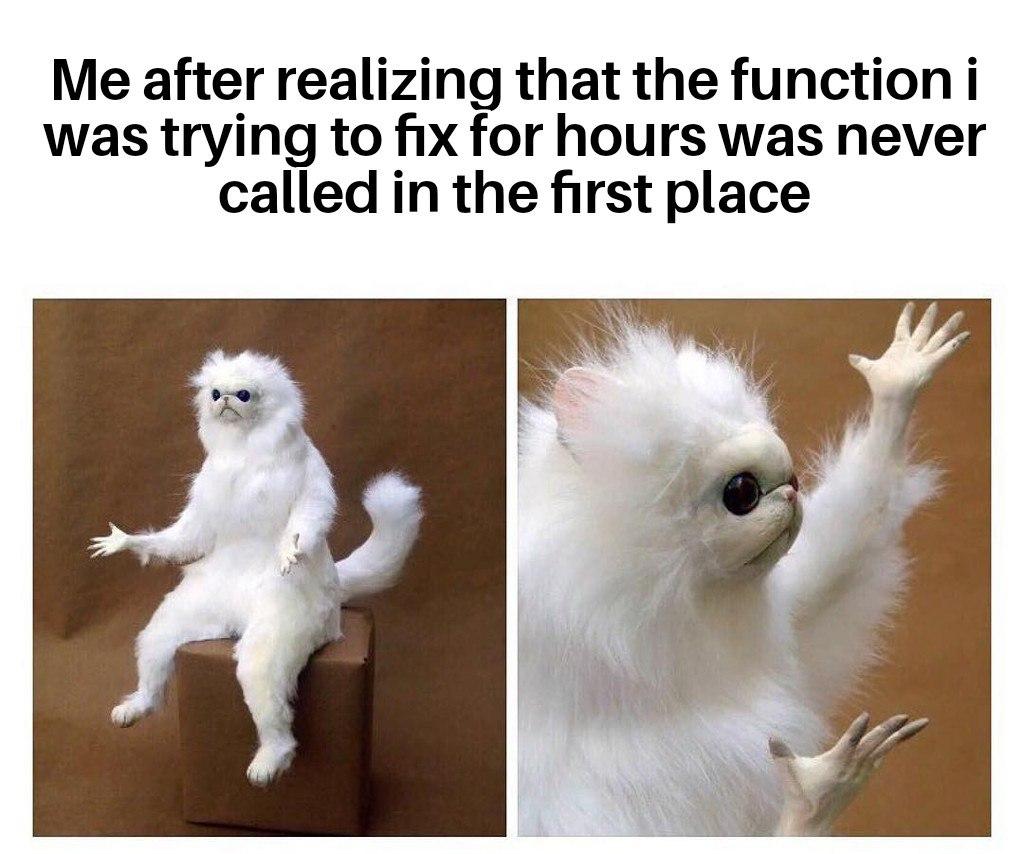 Me after realizing that the function i
was trying to fix for hours was never
called in the first place